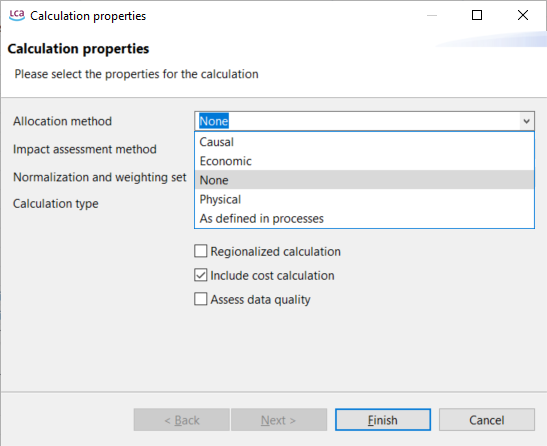 LCA Calculation properties
Calculation properties
Please select the properties for the calculation
Allocation method None
Causal
Impact assessment method
Economic
Normalization and weighting set None
Physical
Calculation type
As defined in processes
Regionalized calculation
Include cost calculation
Assess data quality
< Back Next > Finish Cancel